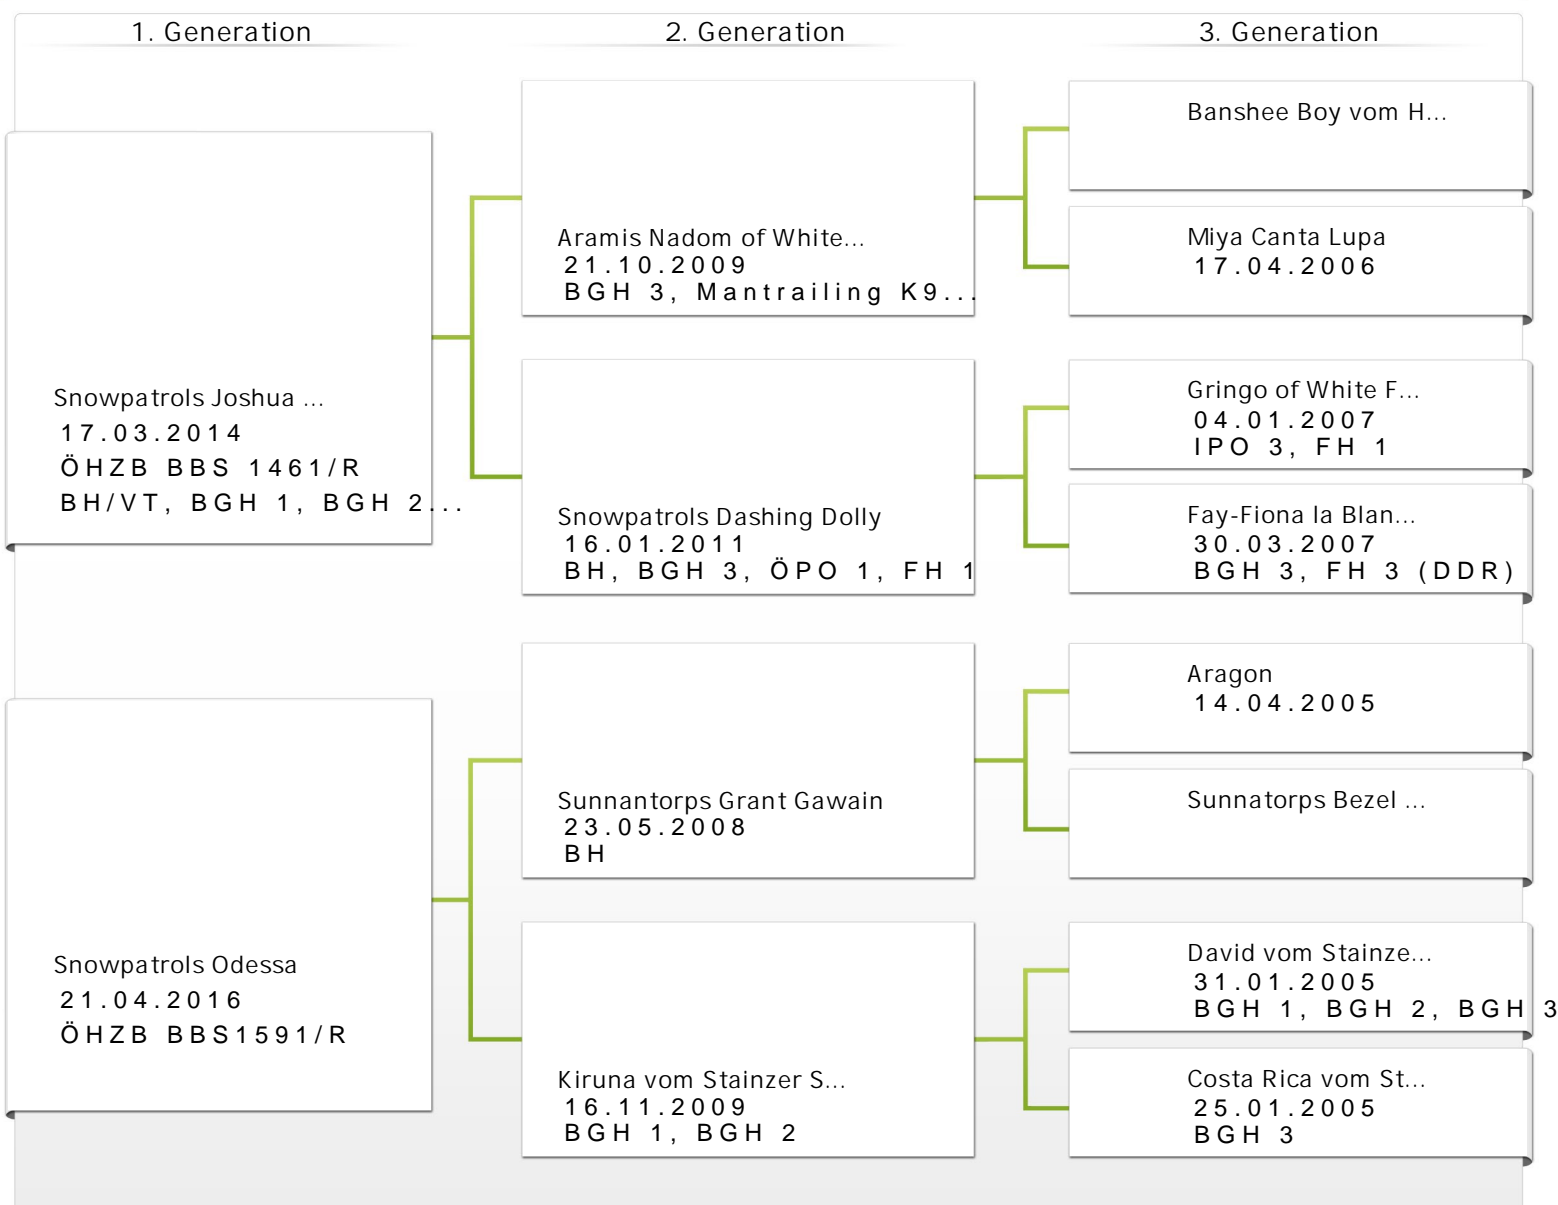 1. Generation
2. Generation
3. Generation
Snowpatrols Joshua ...
17.03.2014
ÖHZB BBS 1461/R
BH/VT, BGH 1, BGH 2...
Aramis Nadom of White...
21.10.2009
BGH 3, Mantrailing K9...
Banshee Boy vom H...
Miya Canta Lupa
17.04.2006
Snowpatrols Dashing Dolly
16.01.2011
BH, BGH 3, ÖPO 1, FH 1
Gringo of White F...
04.01.2007
IPO 3, FH 1
Fay-Fiona la Blan...
30.03.2007
BGH 3, FH 3 (DDR)
Snowpatrols Odessa
21.04.2016
ÖHZB BBS1591/R
Sunnantorps Grant Gawain
23.05.2008
BH
Aragon
14.04.2005
Sunnatorps Bezel ...
Kiruna vom Stainzer S...
16.11.2009
BGH 1, BGH 2
David vom Stainze...
31.01.2005
BGH 1, BGH 2, BGH 3
Costa Rica vom St...
25.01.2005
BGH 3